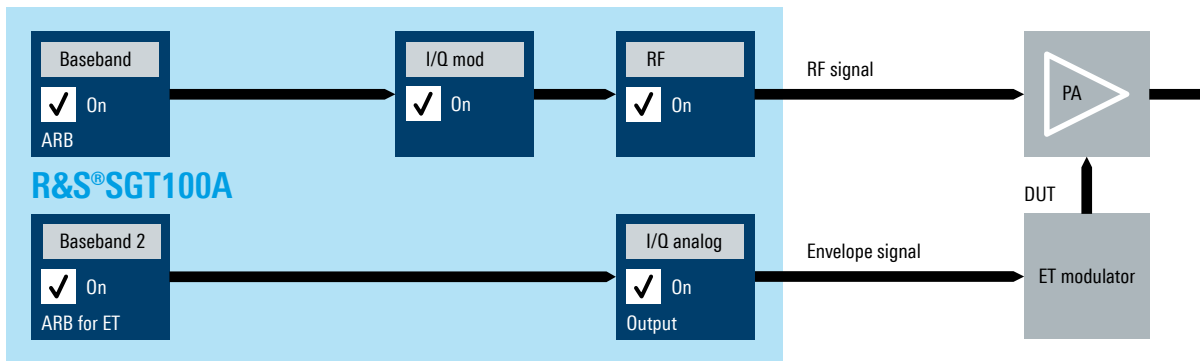 Baseband
On
ARB
I/Q mod
On
RF
On
RF signal
PA
R&S®SGT100A
DUT
Baseband 2
On
ARB for ET
I/Q analog
On
Output
Envelope signal
ET modulator